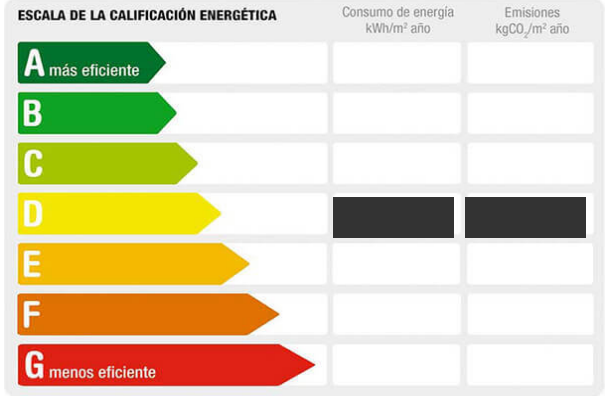 ESCALA DE LA CALIFICACIÓN ENERGÉTICA
Consumo de energía
kWh/m² año
Emisiones
kgCO₂/m² año
A más eficiente
B
C
D
E
F
G menos eficiente